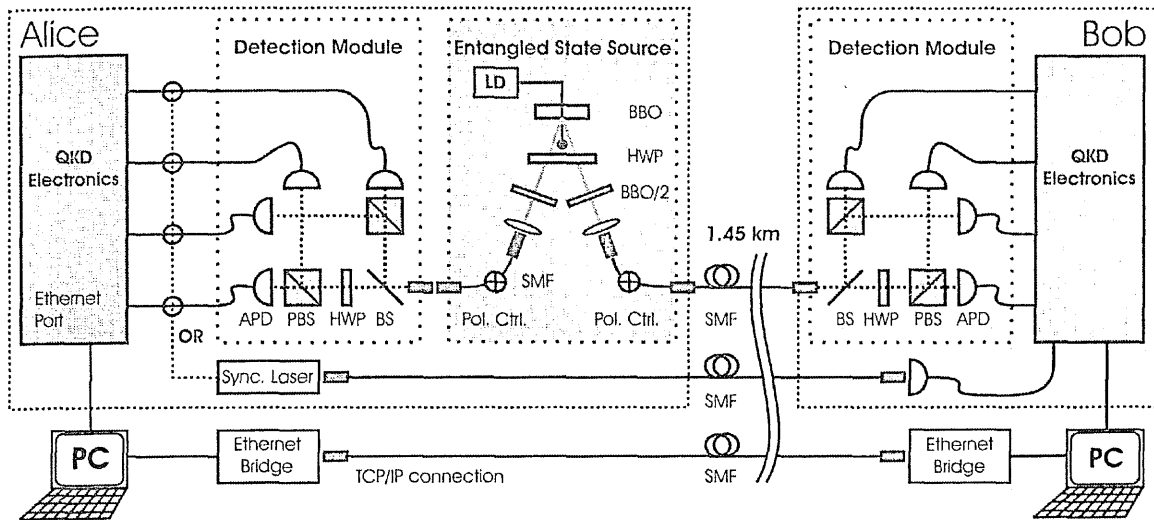 Alice
Bob
Detection Module
Entangled State Source
Detection Module
LD
BBO
HWP
BBO/2
QKD
Electronics
QKD
Electronics
1.45 km
SMF
Ethernet
Port
APD PBS HWP BS
Pol. Ctrl.
Pol. Ctrl.
SMF
BS HWP PBS APD
OR
Sync. Laser
SMF
PC
Ethernet
Bridge
TCP/IP connection
SMF
Ethernet
Bridge
PC